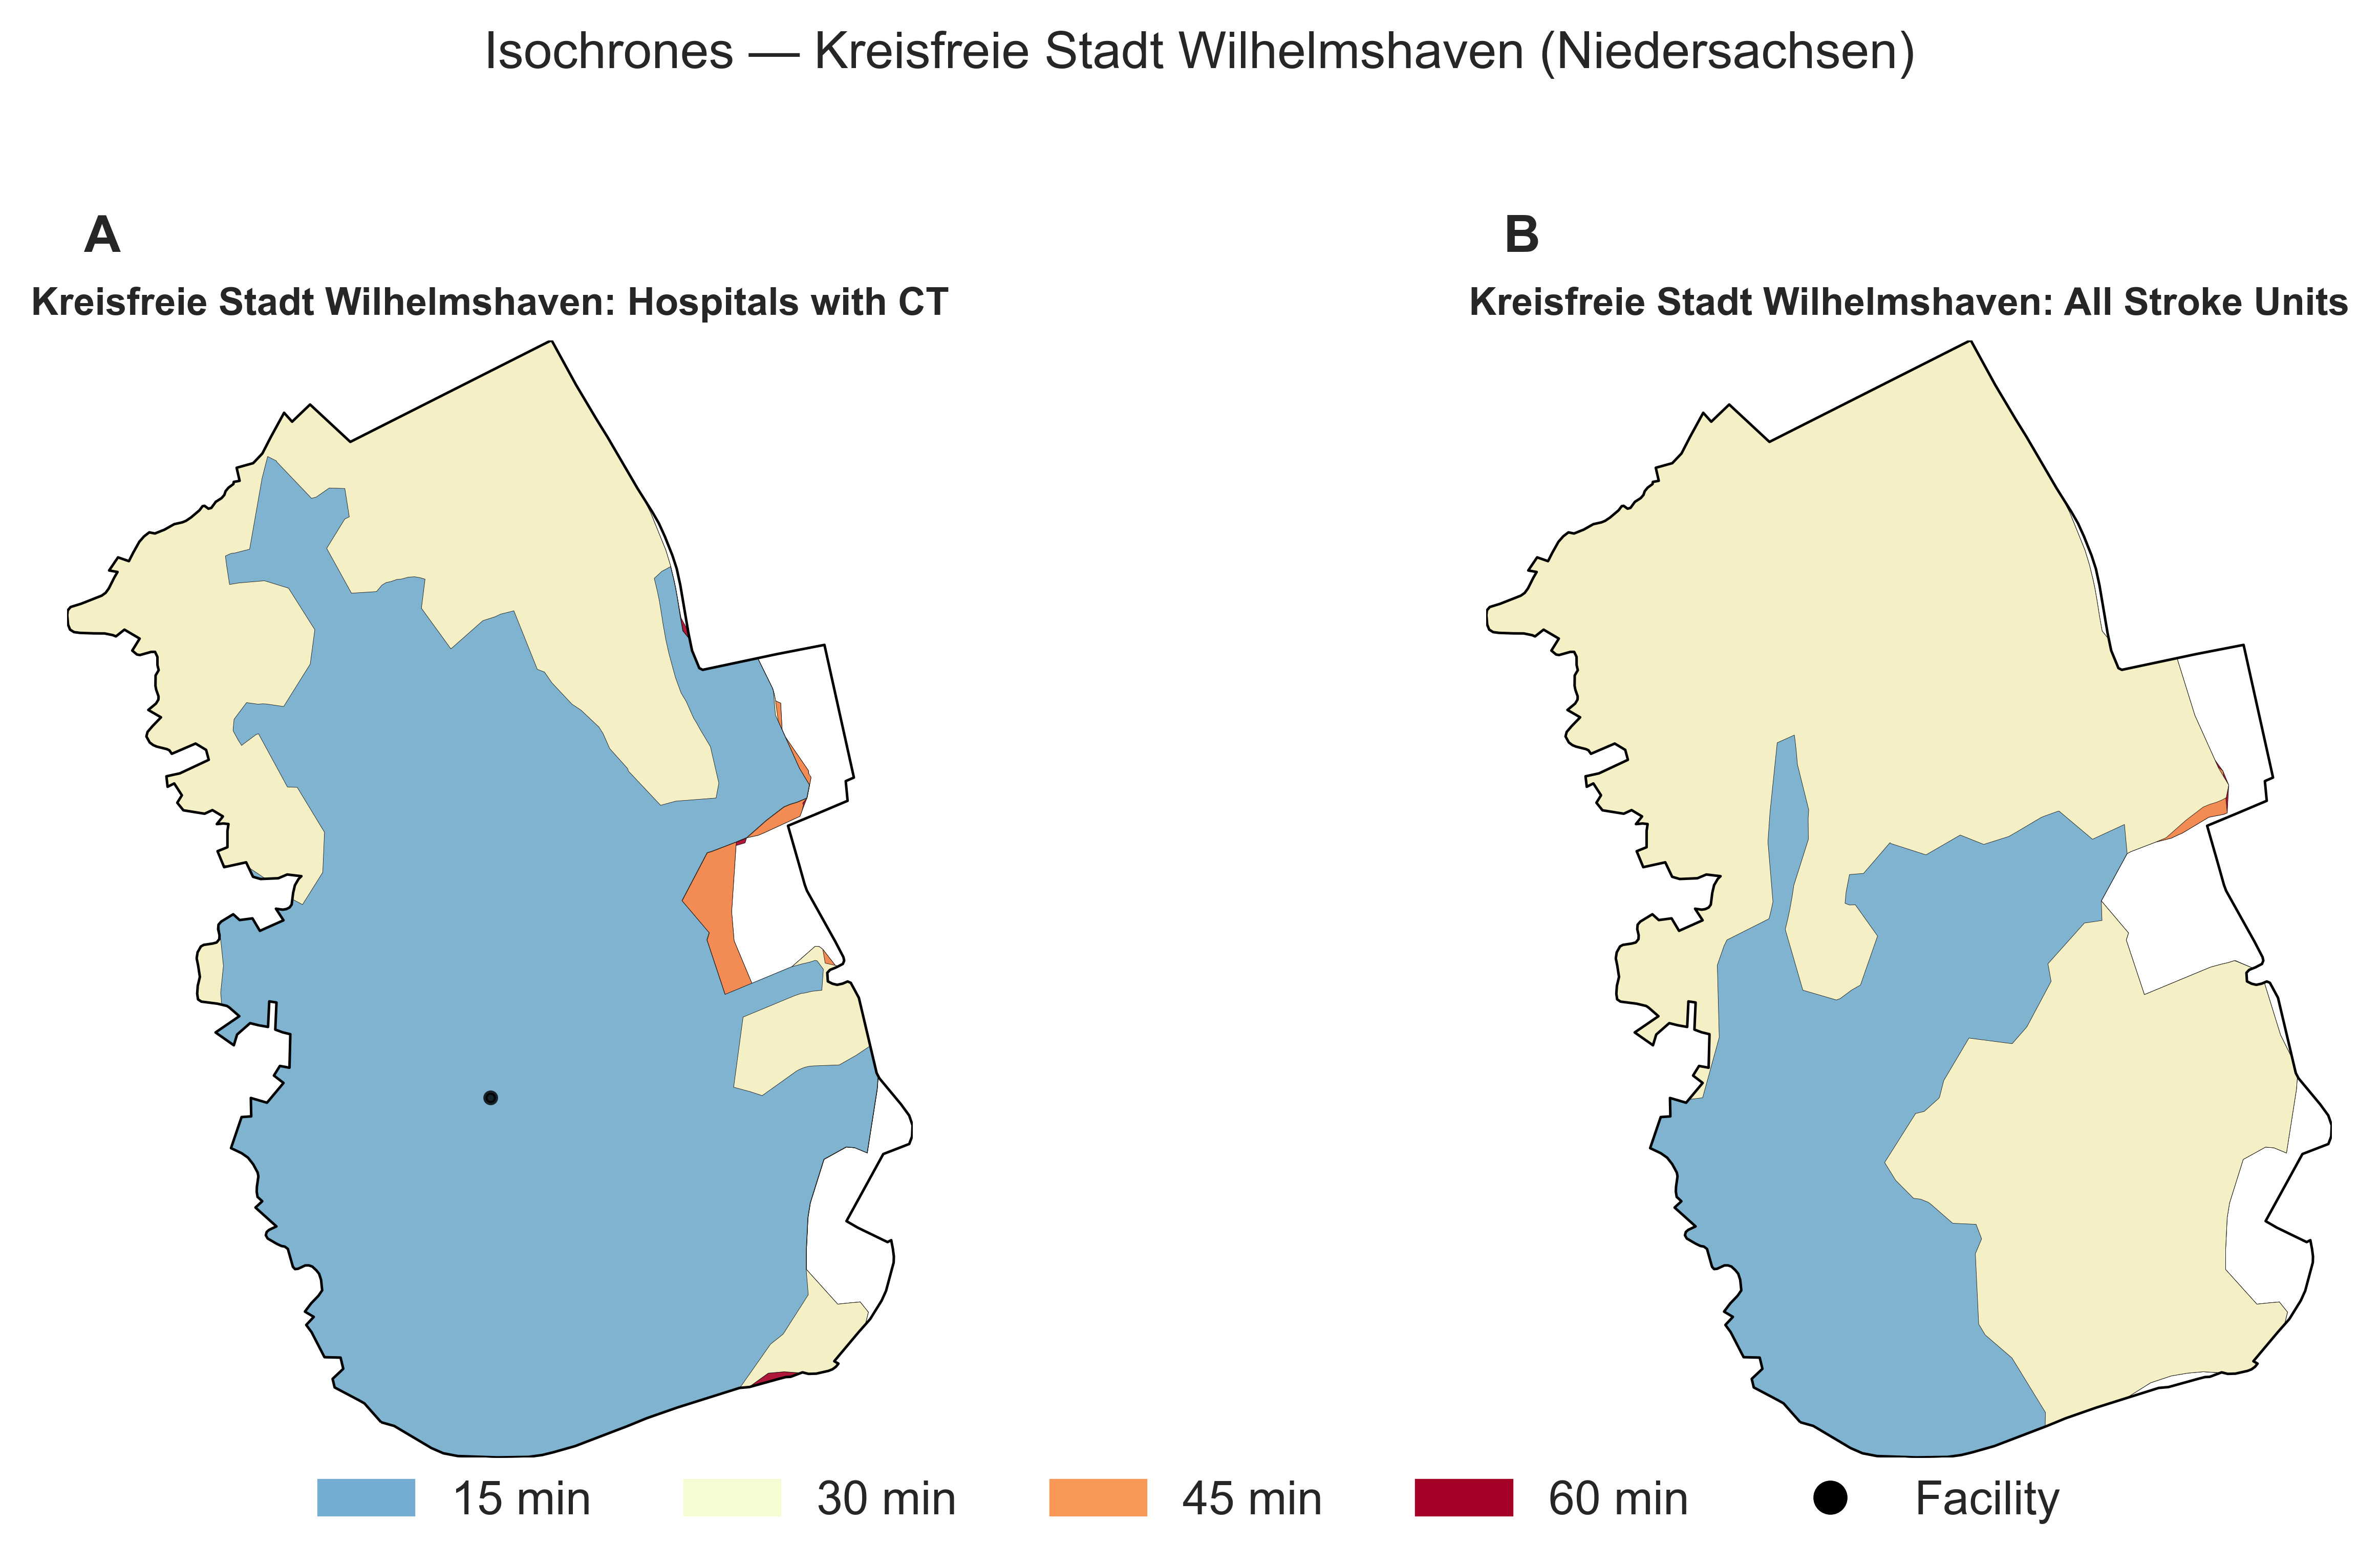 Isochrones — Kreisfreie Stadt Wilhelmshaven (Niedersachsen)
A
Kreisfreie Stadt Wilhelmshaven: Hospitals with CT
B
Kreisfreie Stadt Wilhelmshaven: All Stroke Units
15 min
30 min
45 min
60 min
Facility